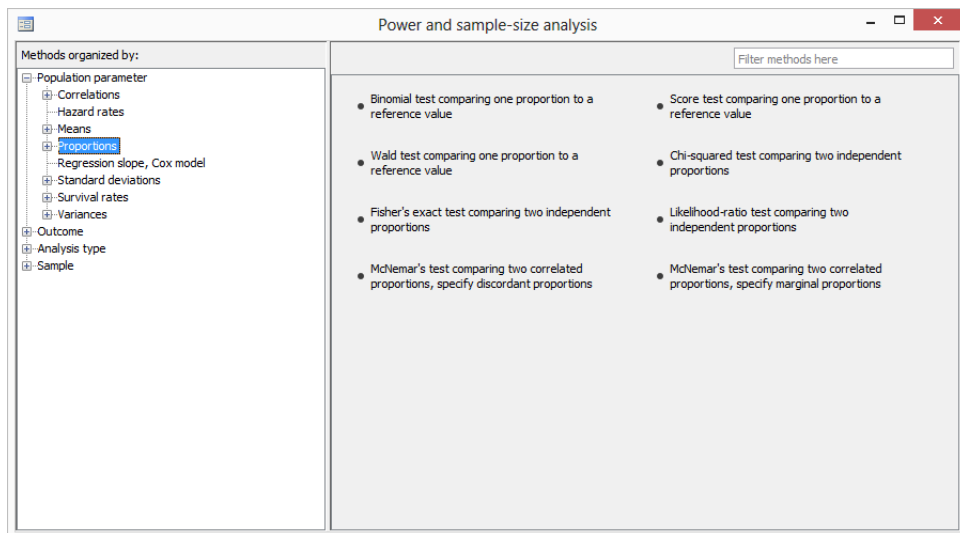 Power and sample-size analysis
Methods organized by:
Filter methods here
Population parameter
Correlations
Hazard rates
Means
Proportions
Regression slope, Cox model
Standard deviations
Survival rates
Variances
Outcome
Analysis type
Sample
Binomial test comparing one proportion to a
reference value
Score test comparing one proportion to a
reference value
Wald test comparing one proportion to a
reference value
Chi-squared test comparing two independent
proportions
Fisher's exact test comparing two independent
proportions
Likelihood-ratio test comparing two
independent proportions
McNemar's test comparing two correlated
proportions, specify discordant proportions
McNemar's test comparing two correlated
proportions, specify marginal proportions